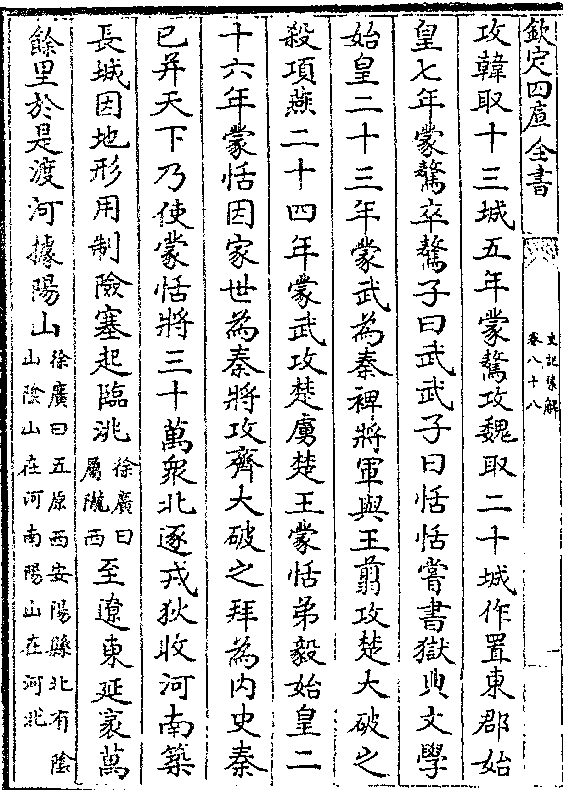 欽定四庫全書
史記集解
卷八十八
攻韓取十三城五年蒙驁攻魏取二十城作置東郡始
皇七年蒙驁卒驁子曰武武子曰恬恬嘗書獄典文學
始皇二十三年蒙武為秦裨將軍與王翦攻楚大破之
殺項燕二十四年蒙武攻楚虜楚王蒙恬弟毅始皇二
十六年蒙恬因家世為秦將攻齊大破之拜為内史秦
已并天下乃使蒙恬將三十萬衆北逐戎狄收河南築
長城因地形用制險塞起臨洮徐廣曰屬隴西至遼東延袤萬
餘里於是渡河據陽山徐廣曰五原西安陽縣北有陰山陰山在河南陽山在河北